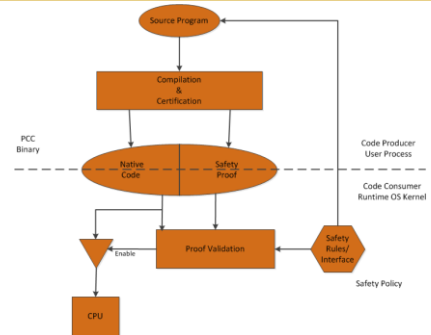 Source Program
Compilation
&
Certification
PCC
Binary
Code Producer
User Process
Native
Code
Safety
Proof
Code Consumer
Runtime OS Kernel
Enable
Proof Validation
Safety
Rules/
Interface
Safety Policy
CPU